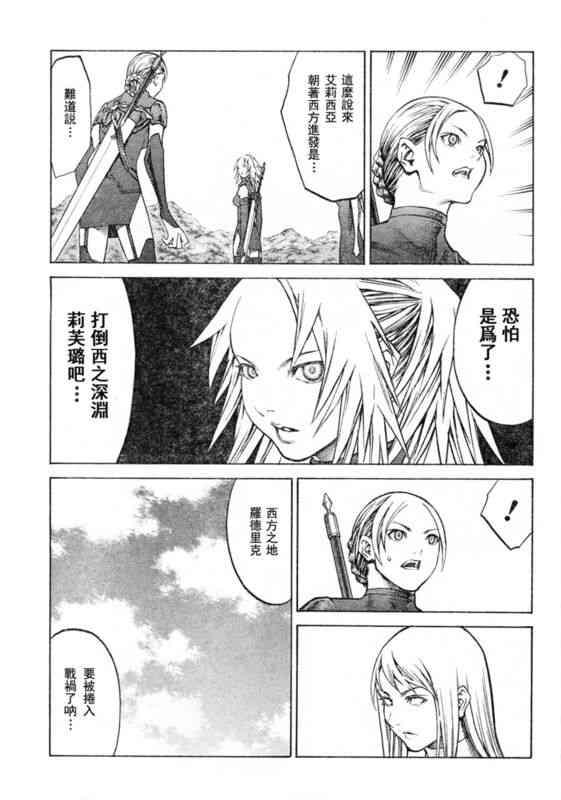 ！
這麼說來
艾莉西亞
朝著西方進發是…
難道説…
恐怕
是爲了…
打倒西之深淵
莉芙璐吧…
！
西方之地
羅德里克
要被捲入
戰禍了吶…